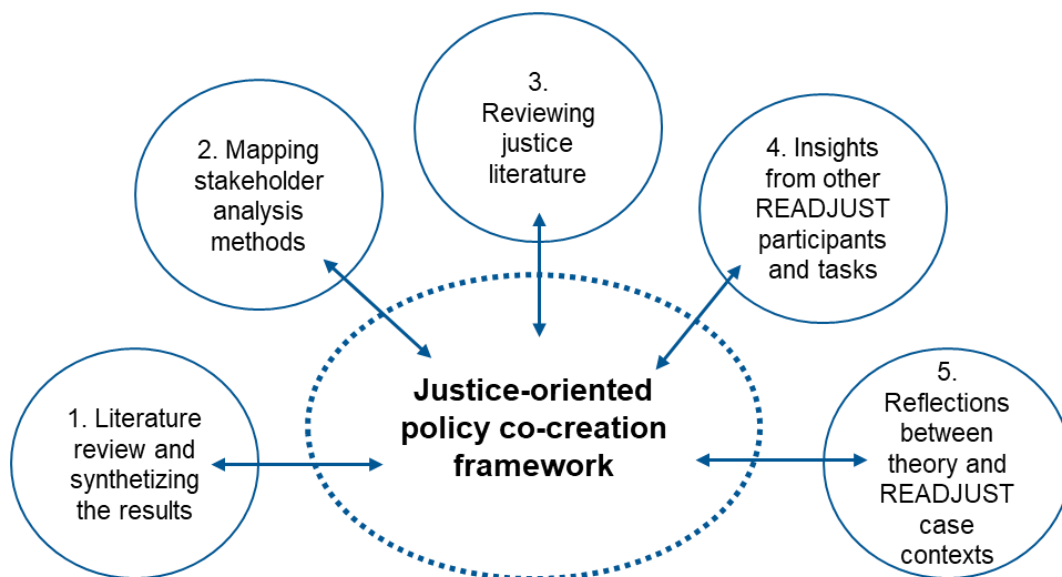 1. Literature
review and
synthetizing
the results
2. Mapping
stakeholder
analysis
methods
3.
Reviewing
justice
literature
4. Insights
from other
READJUST
participants
and tasks
5.
Reflections
between
theory and
READJUST
case
contexts
Justice-oriented
policy co-creation
framework